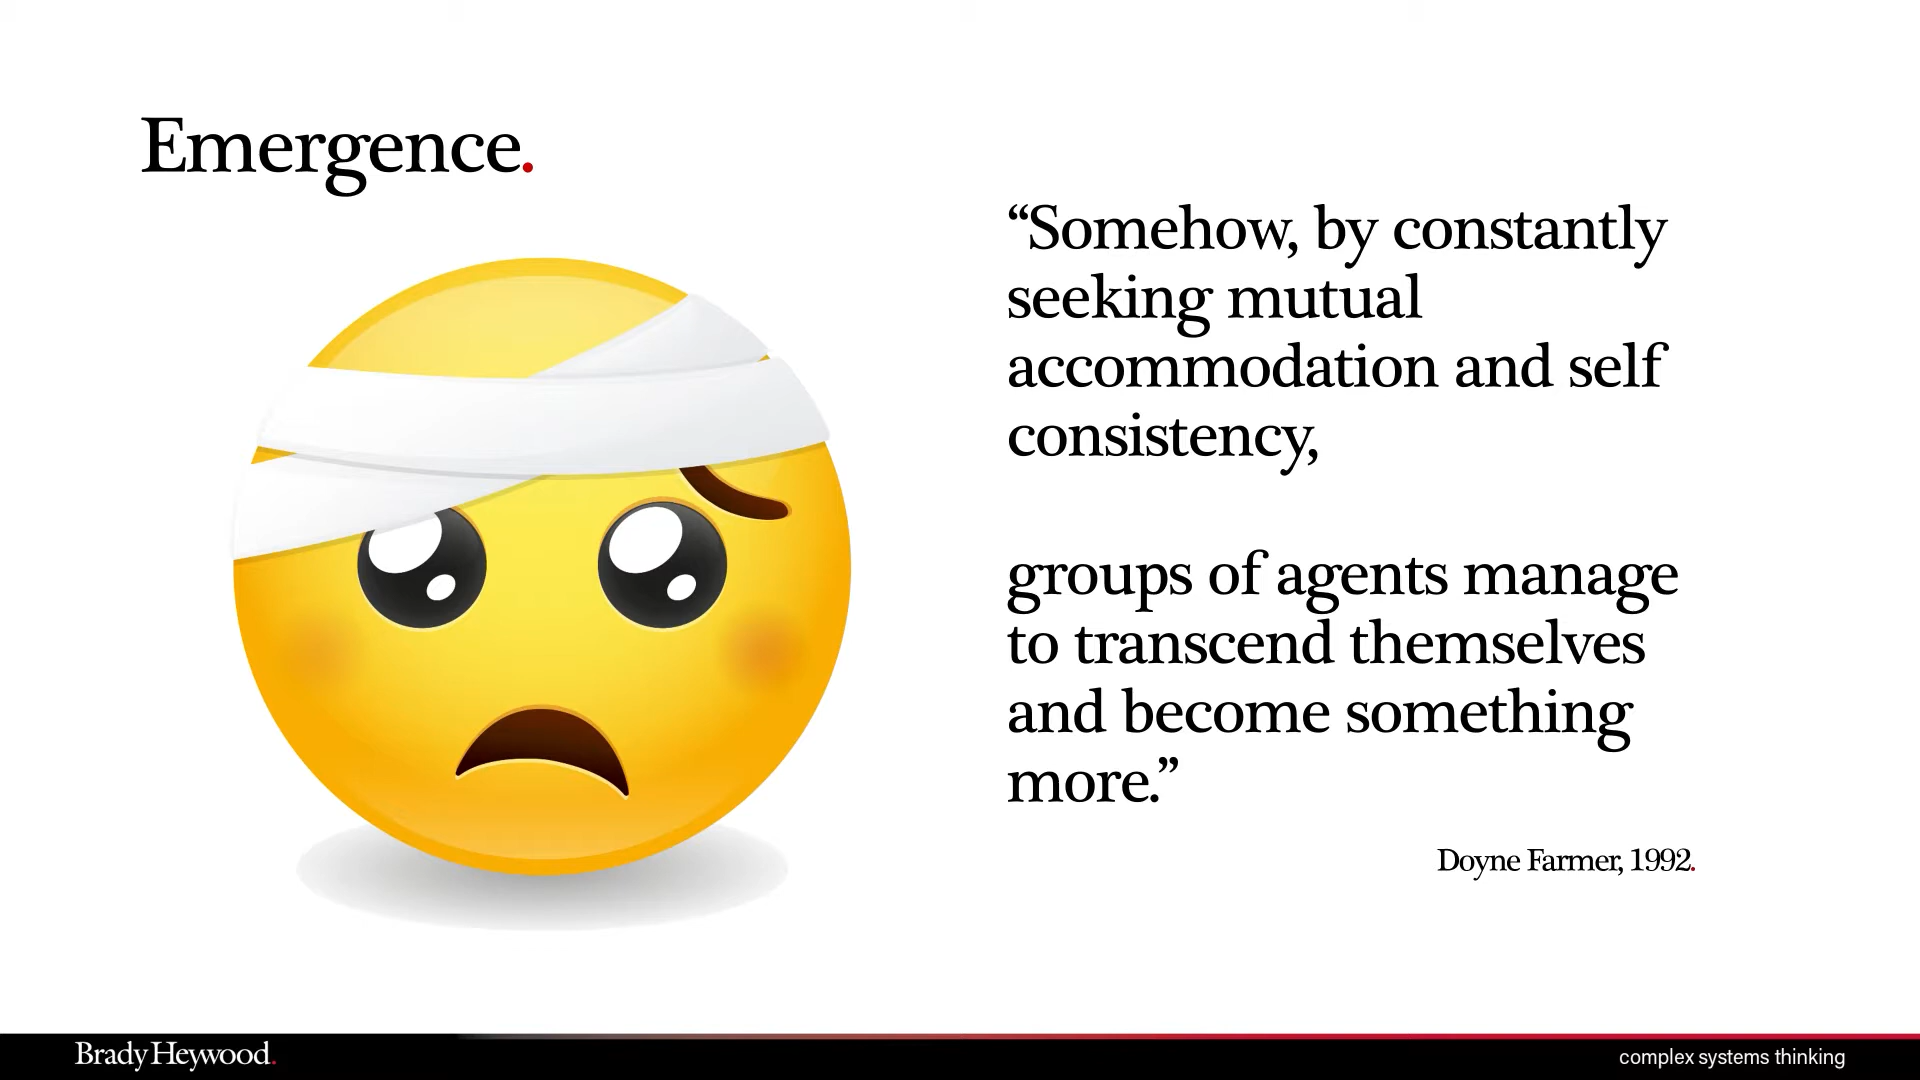 Emergence.
“Somehow, by constantly
seeking mutual
accommodation and self
consistency,
groups of agents manage
to transcend themselves
and become something
more.”
Doyne Farmer, 1992.
Brady Heywood.
complex systems thinking